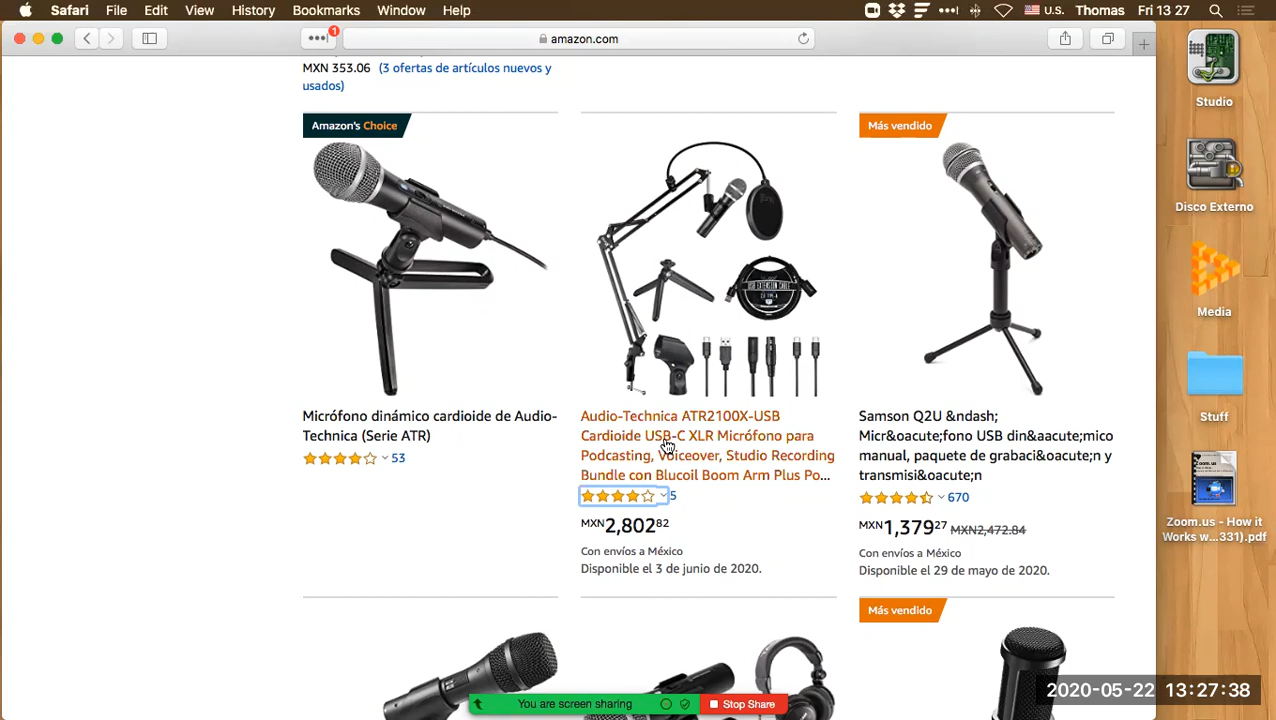 Safari File Edit View History Bookmarks Window Help U.S. Thomas Fri 13 27
1
amazon.com
MXN 353.06 (3 ofertas de artículos nuevos y
usados)
Amazon's Choice
Micrófono dinámico cardioide de Audio-
Technica (Serie ATR)
53
USB EXTENSION CABLE
Audio-Technica ATR2100X-USB
Cardioide USB-C XLR Micrófono para
Podcasting, Voiceover, Studio Recording
Bundle con Blucoil Boom Arm Plus Po...
5
MXN2,80282
Con envíos a México
Disponible el 3 de junio de 2020.
Más vendido
Samson Q2U &ndash;
Micr&oacute;fono USB din&aacute;mico
manual, paquete de grabaci&oacute;n y
transmisi&oacute;n
670
MXN1,37927 MXN2,472.84
Con envíos a México
Disponible el 29 de mayo de 2020.
Más vendido
You are screen sharing Stop Share
Studio
Disco Externo
Media
Stuff
Zoom.us - How it
Works w...331).pdf
2020-05-22 13:27:38